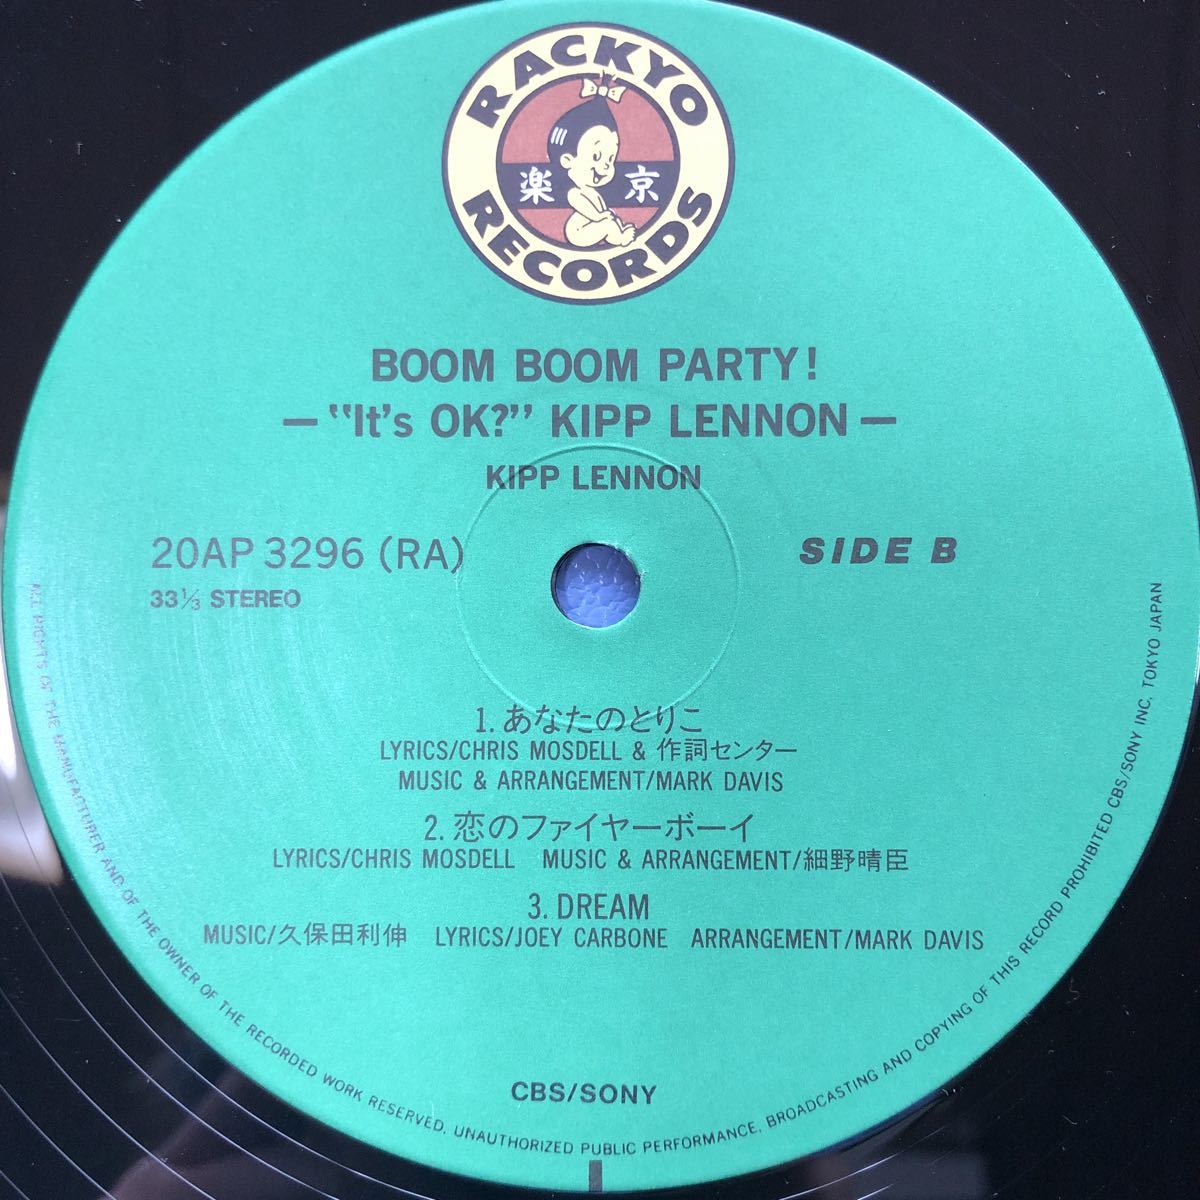 RACKYO
楽 京
RECORDS
BOOM BOOM PARTY!
—"It's OK?" KIPP LENNON—
KIPP LENNON
20AP 3296 (RA)
SIDE B
33⅓ STEREO
1. あなたのとりこ
LYRICS/CHRIS MOSDELL & 作詞センター
MUSIC & ARRANGEMENT/MARK DAVIS
2. 恋のファイヤーボーイ
LYRICS/CHRIS MOSDELL MUSIC & ARRANGEMENT/細野晴臣
3. DREAM
MUSIC/久保田利伸 LYRICS/JOEY CARBONE ARRANGEMENT/MARK DAVIS
CBS/SONY
ALL RIGHTS OF THE MANUFACTURER AND OF THE OWNER OF THE RECORDED WORK RESERVED. UNAUTHORIZED PUBLIC PERFORMANCE, BROADCASTING AND COPYING OF THIS RECORD PROHIBITED CBS/SONY INC. TOKYO JAPAN